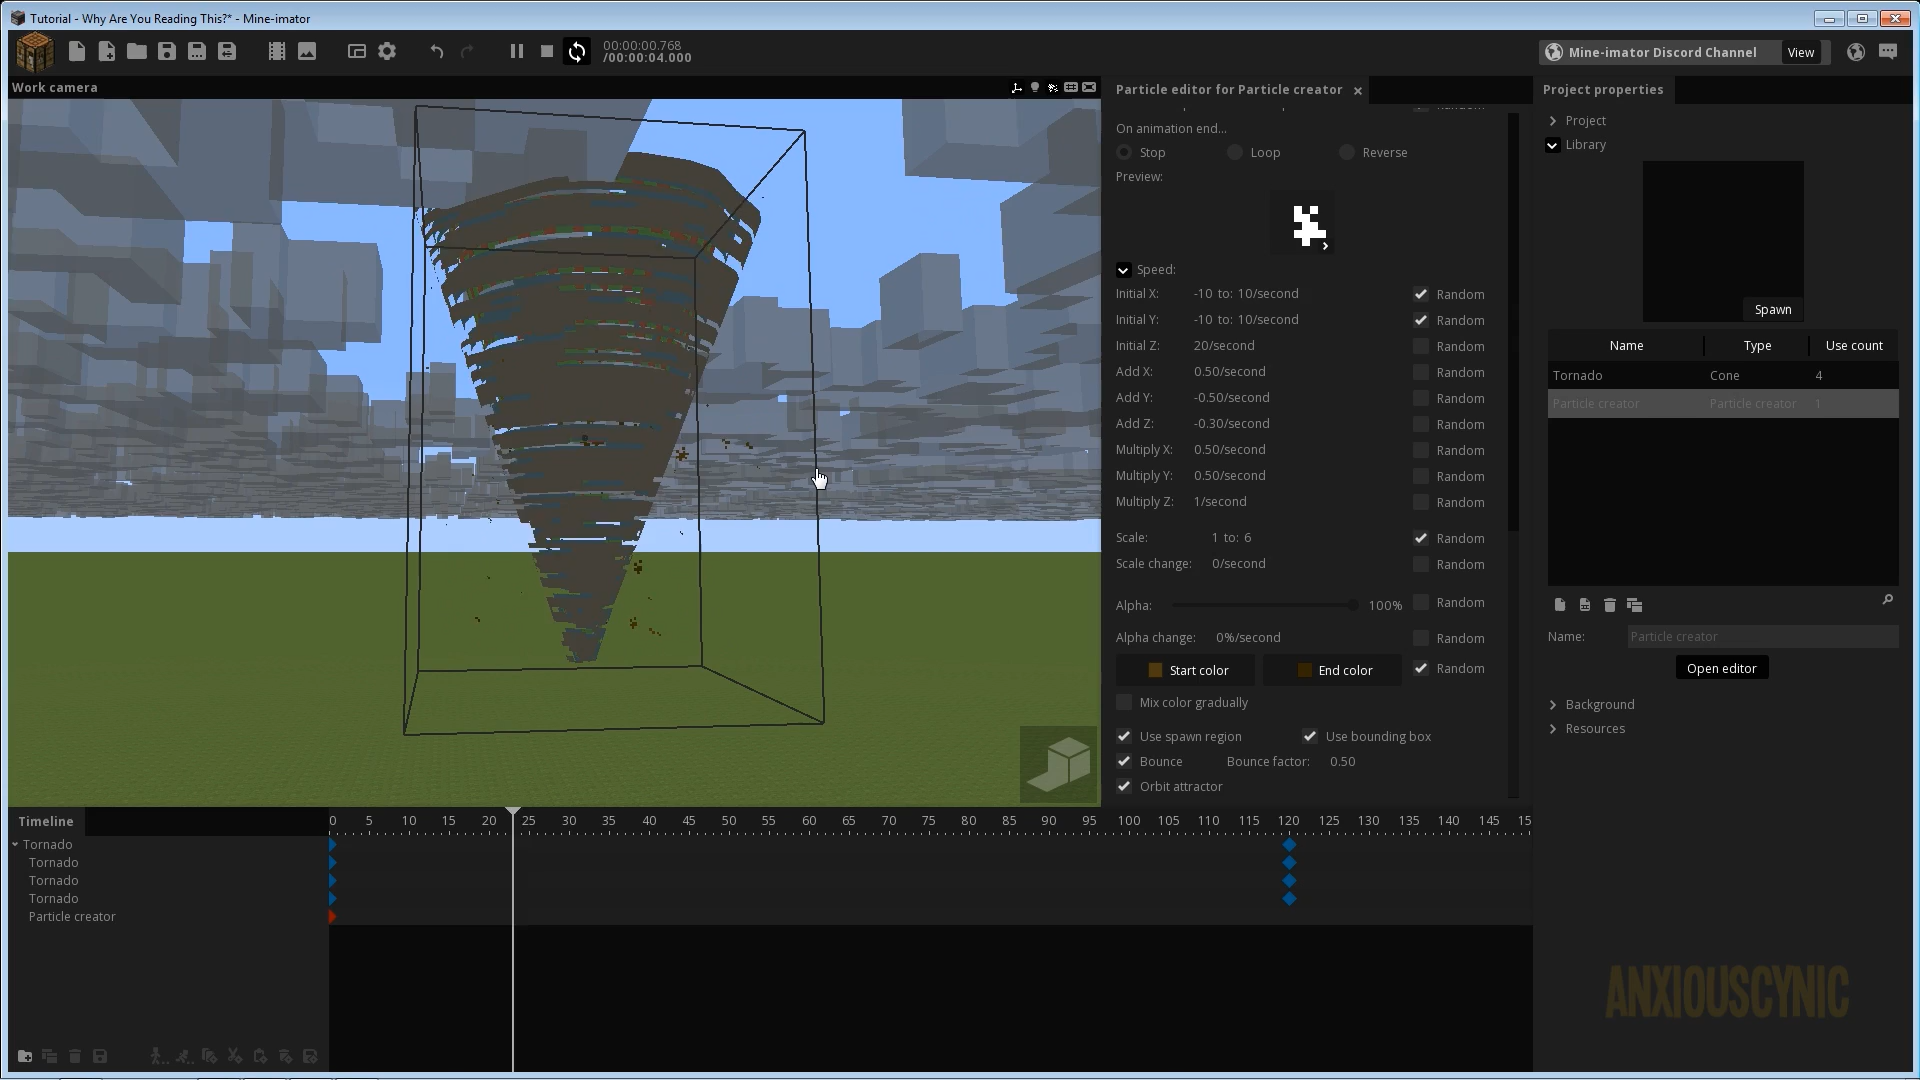 Tutorial - Why Are You Reading This?* - Mine-imator
00:00:00.768
/00:00:04.000
Mine-imator Discord Channel View
Work camera
Particle editor for Particle creator
On animation end...
Stop Loop Reverse
Preview:
Speed:
Initial X: -10 to: 10/second Random
Initial Y: -10 to: 10/second Random
Initial Z: 20/second Random
Add X: 0.50/second Random
Add Y: -0.50/second Random
Add Z: -0.30/second Random
Multiply X: 0.50/second Random
Multiply Y: 0.50/second Random
Multiply Z: 1/second Random
Scale: 1 to: 6 Random
Scale change: 0/second Random
Alpha: 100% Random
Alpha change: 0%/second Random
Start color End color Random
Mix color gradually
Use spawn region Use bounding box
Bounce Bounce factor: 0.50
Orbit attractor
Project properties
Project
Library
Spawn
Name Type Use count
Tornado Cone 4
Particle creator Particle creator 1
Name: Particle creator
Open editor
Background
Resources
Timeline
0 5 10 15 20 25 30 35 40 45 50 55 60 65 70 75 80 85 90 95 100 105 110 115 120 125 130 135 140 145 15
Tornado
Tornado
Tornado
Tornado
Particle creator
ANXIOUSCYNIC